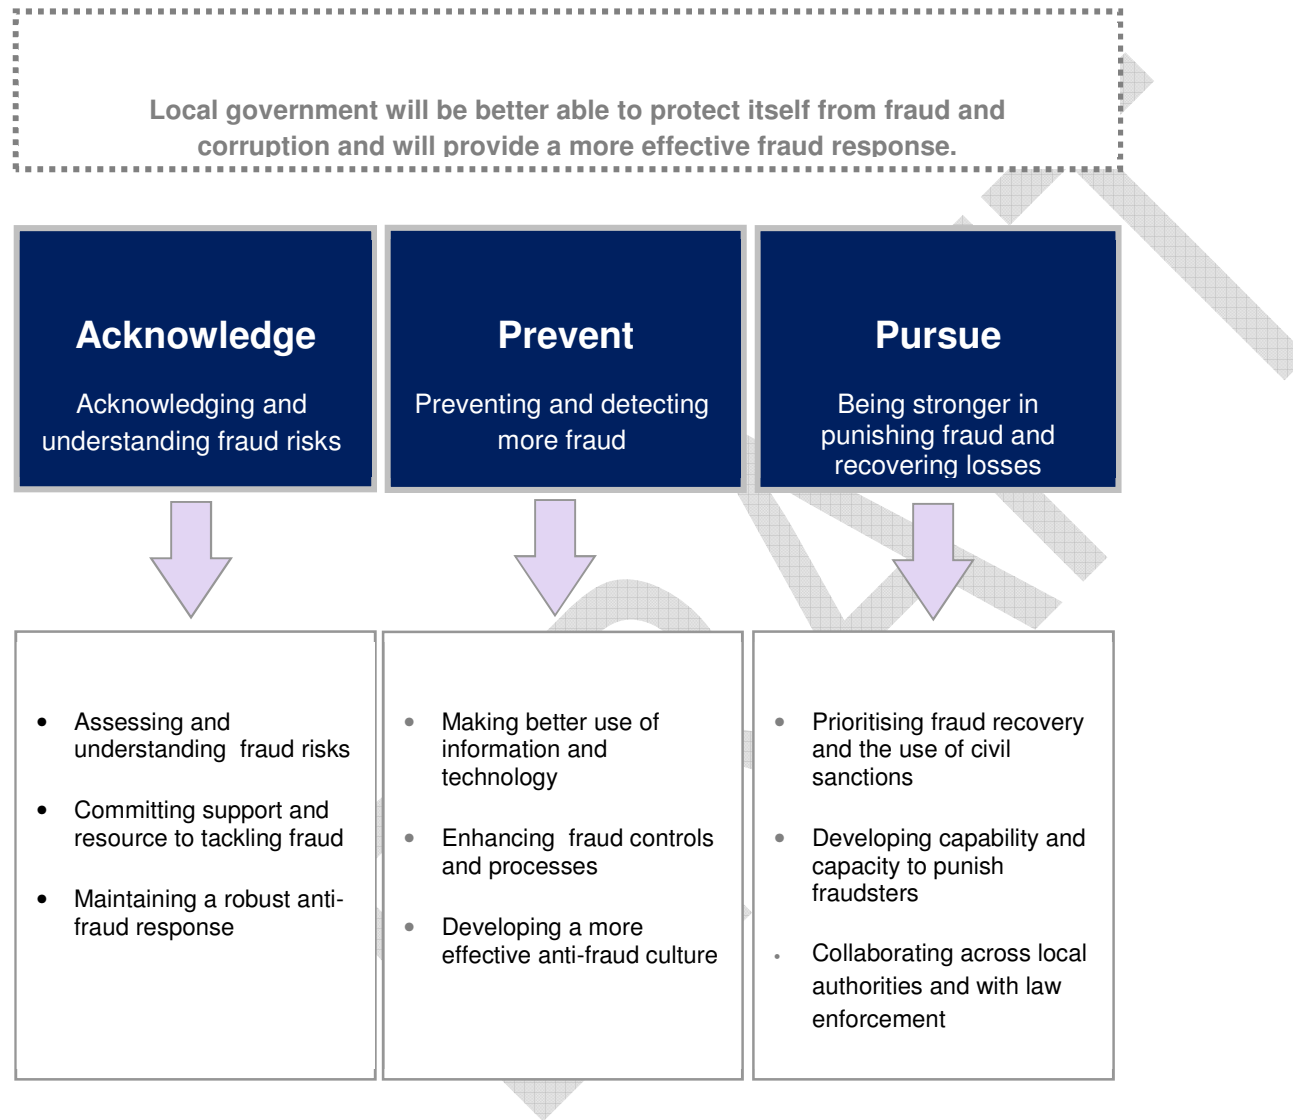 Local government will be better able to protect itself from fraud and
corruption and will provide a more effective fraud response.
Acknowledge
Acknowledging and
understanding fraud risks
Prevent
Preventing and detecting
more fraud
Pursue
Being stronger in
punishing fraud and
recovering losses
• Assessing and
understanding fraud risks
• Committing support and
resource to tackling fraud
• Maintaining a robust anti-
fraud response
• Making better use of
information and
technology
• Enhancing fraud controls
and processes
• Developing a more
effective anti-fraud culture
• Prioritising fraud recovery
and the use of civil
sanctions
• Developing capability and
capacity to punish
fraudsters
• Collaborating across local
authorities and with law
enforcement